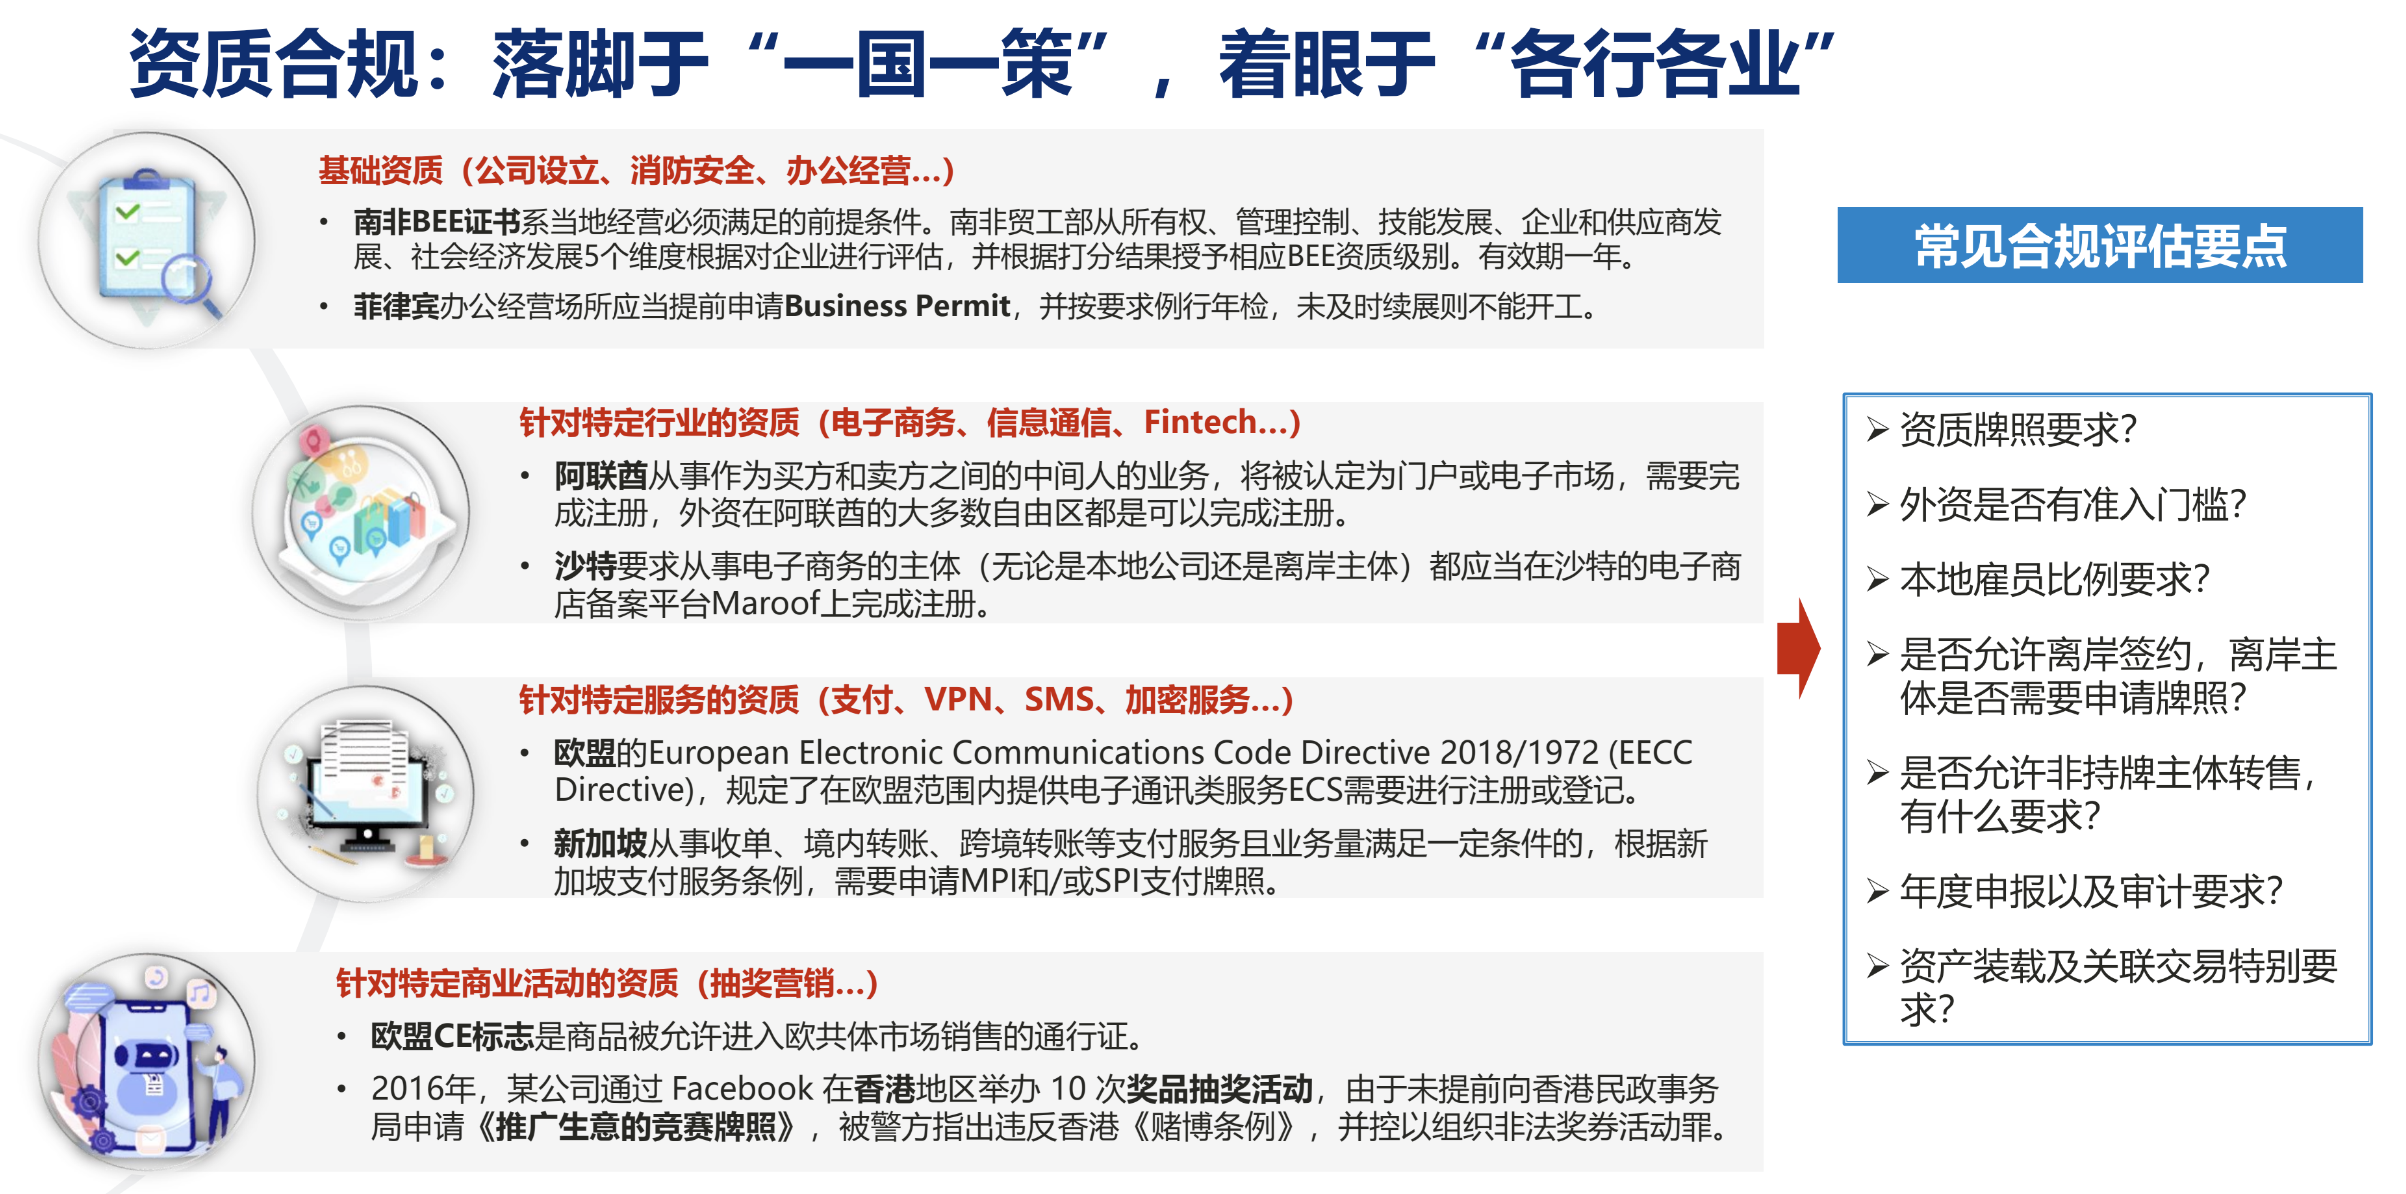 资质合规：落脚于“一国一策”，着眼于“各行各业”
基础资质（公司设立、消防安全、办公经营...）
• 南非BEE证书系当地经营必须满足的前提条件。南非贸工部从所有权、管理控制、技能发展、企业和供应商发
展、社会经济发展5个维度根据对企业进行评估，并根据打分结果授予相应BEE资质级别。有效期一年。
• 菲律宾办公经营场所应当提前申请Business Permit，并按要求例行年检，未及时续展则不能开工。
针对特定行业的资质（电子商务、信息通信、Fintech...）
• 阿联酋从事作为买方和卖方之间的中间人的业务，将被认定为门户或电子市场，需要完
成注册，外资在阿联酋的大多数自由区都是可以完成注册。
• 沙特要求从事电子商务的主体（无论是本地公司还是离岸主体）都应当在沙特的电子商
店备案平台Maroof上完成注册。
针对特定服务的资质（支付、VPN、SMS、加密服务...）
• 欧盟的European Electronic Communications Code Directive 2018/1972 (EECC
Directive)，规定了在欧盟范围内提供电子通讯类服务ECS需要进行注册或登记。
• 新加坡从事收单、境内转账、跨境转账等支付服务且业务量满足一定条件的，根据新
加坡支付服务条例，需要申请MPI和/或SPI支付牌照。
针对特定商业活动的资质（抽奖营销...）
• 欧盟CE标志是商品被允许进入欧共体市场销售的通行证。
• 2016年，某公司通过 Facebook 在香港地区举办 10 次奖品抽奖活动，由于未提前向香港民政事务
局申请《推广生意的竞赛牌照》，被警方指出违反香港《赌博条例》，并控以组织非法奖券活动罪。
常见合规评估要点
➢ 资质牌照要求？
➢ 外资是否有准入门槛？
➢ 本地雇员比例要求？
➢ 是否允许离岸签约，离岸主
体是否需要申请牌照？
➢ 是否允许非持牌主体转售，
有什么要求？
➢ 年度申报以及审计要求？
➢ 资产装载及关联交易特别要
求？